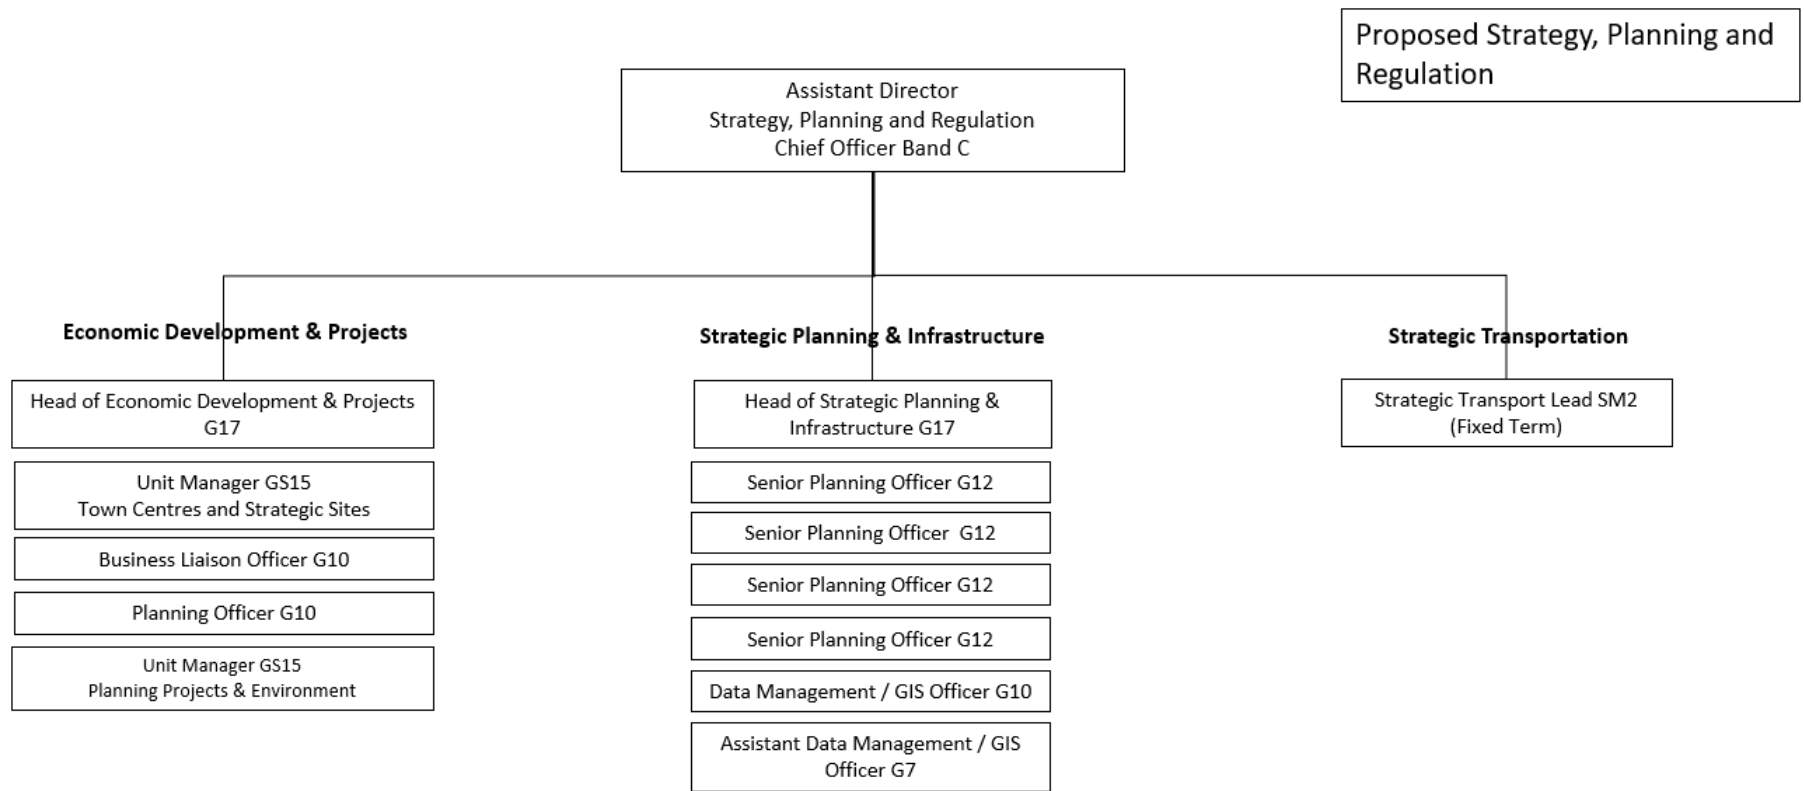 Proposed Strategy, Planning and
Regulation
Assistant Director
Strategy, Planning and Regulation
Chief Officer Band C
Economic Development & Projects
Head of Economic Development & Projects
G17
Unit Manager GS15
Town Centres and Strategic Sites
Business Liaison Officer G10
Planning Officer G10
Unit Manager GS15
Planning Projects & Environment
Strategic Planning & Infrastructure
Head of Strategic Planning &
Infrastructure G17
Senior Planning Officer G12
Senior Planning Officer  G12
Senior Planning Officer G12
Senior Planning Officer G12
Data Management / GIS Officer G10
Assistant Data Management / GIS
Officer G7
Strategic Transportation
Strategic Transport Lead SM2
(Fixed Term)